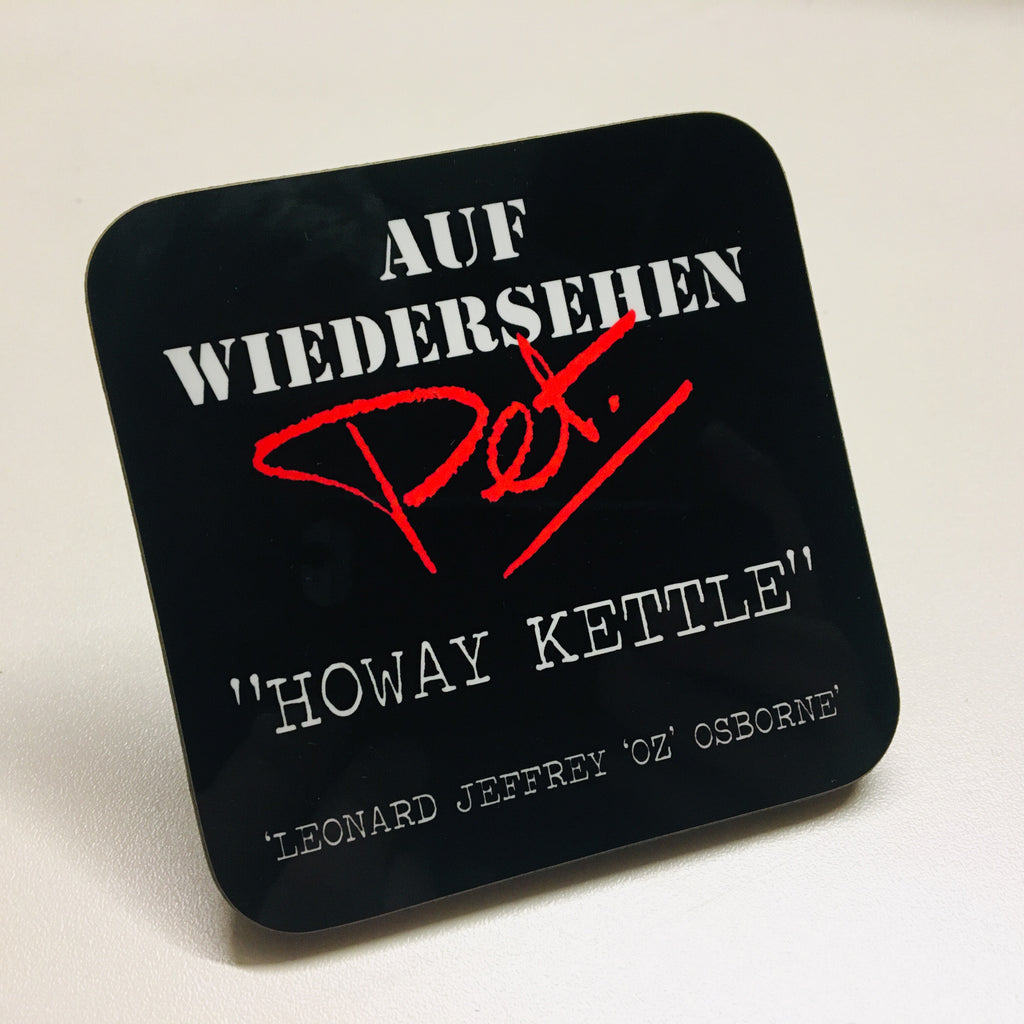 AUF
WIEDERSEHEN
Pet.
"HOWAY KETTLE"
‘LEONARD JEFFREY ‘OZ’ OSBORNE’